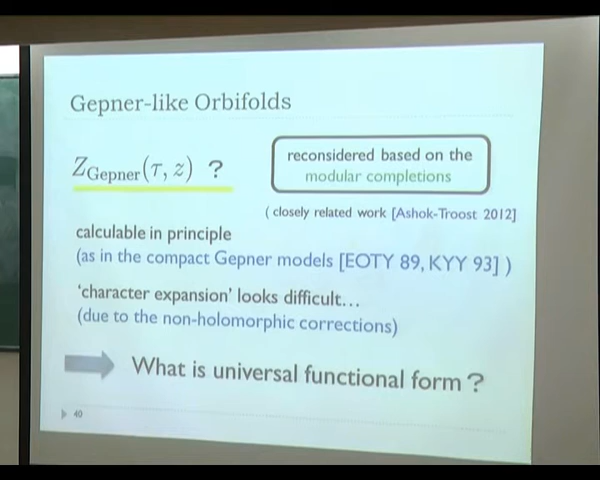 Gepner-like Orbifolds
Z_Gepner(τ, z) ?
reconsidered based on the
modular completions
( closely related work [Ashok-Troost 2012]
calculable in principle
(as in the compact Gepner models [EOTY 89, KYY 93] )
'character expansion' looks difficult…
(due to the non-holomorphic corrections)
What is universal functional form ?
40